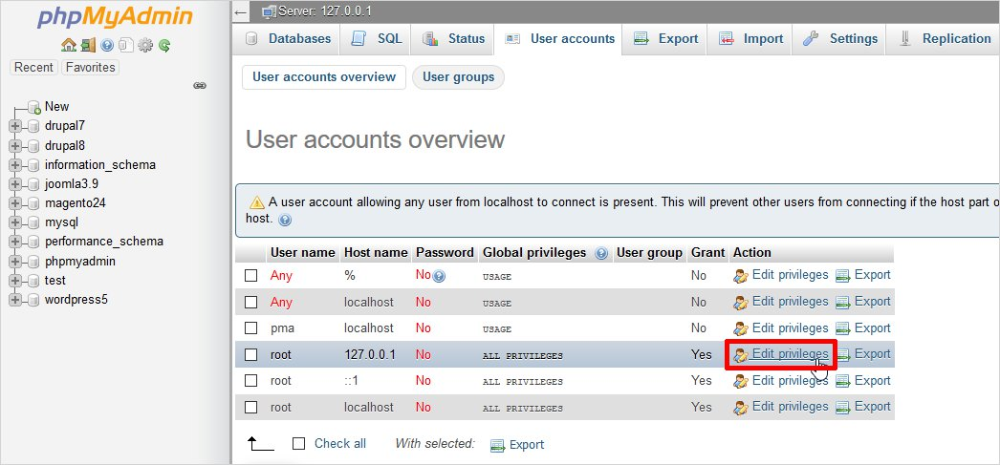 phpMyAdmin
Recent Favorites
New
drupal7
drupal8
information_schema
joomla3.9
magento24
mysql
performance_schema
phpmyadmin
test
wordpress5
Server: 127.0.0.1
Databases SQL Status User accounts Export Import Settings Replication
User accounts overview User groups
User accounts overview
A user account allowing any user from localhost to connect is present. This will prevent other users from connecting if the host part o
host.
User name Host name Password Global privileges User group Grant Action
Any % No USAGE No Edit privileges Export
Any localhost No USAGE No Edit privileges Export
pma localhost No USAGE No Edit privileges Export
root 127.0.0.1 No ALL PRIVILEGES Yes Edit privileges Export
root ::1 No ALL PRIVILEGES Yes Edit privileges Export
root localhost No ALL PRIVILEGES Yes Edit privileges Export
Check all With selected: Export